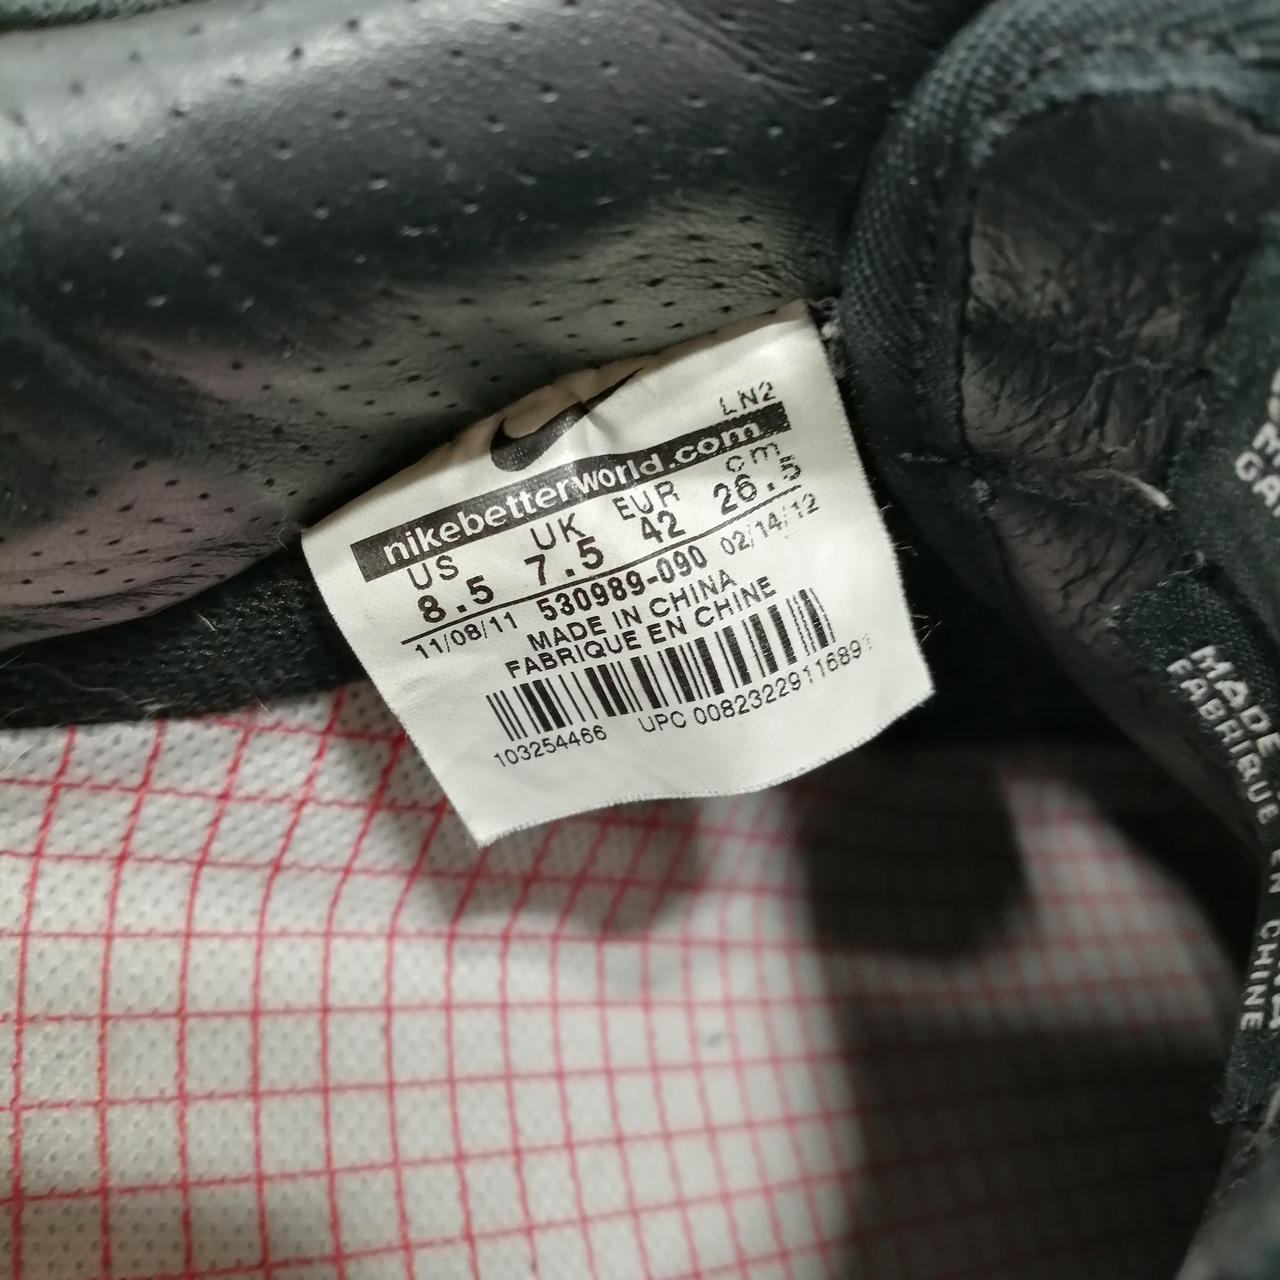 LN2
nikebetterworld.com
US UK EUR cm
8.5 7.5 42 26.5
11/08/11 530989-090 02/14/12
MADE IN CHINA
FABRIQUE EN CHINE
103254466 UPC 00823229116891
MADE
FABRIQUE EN CHINE